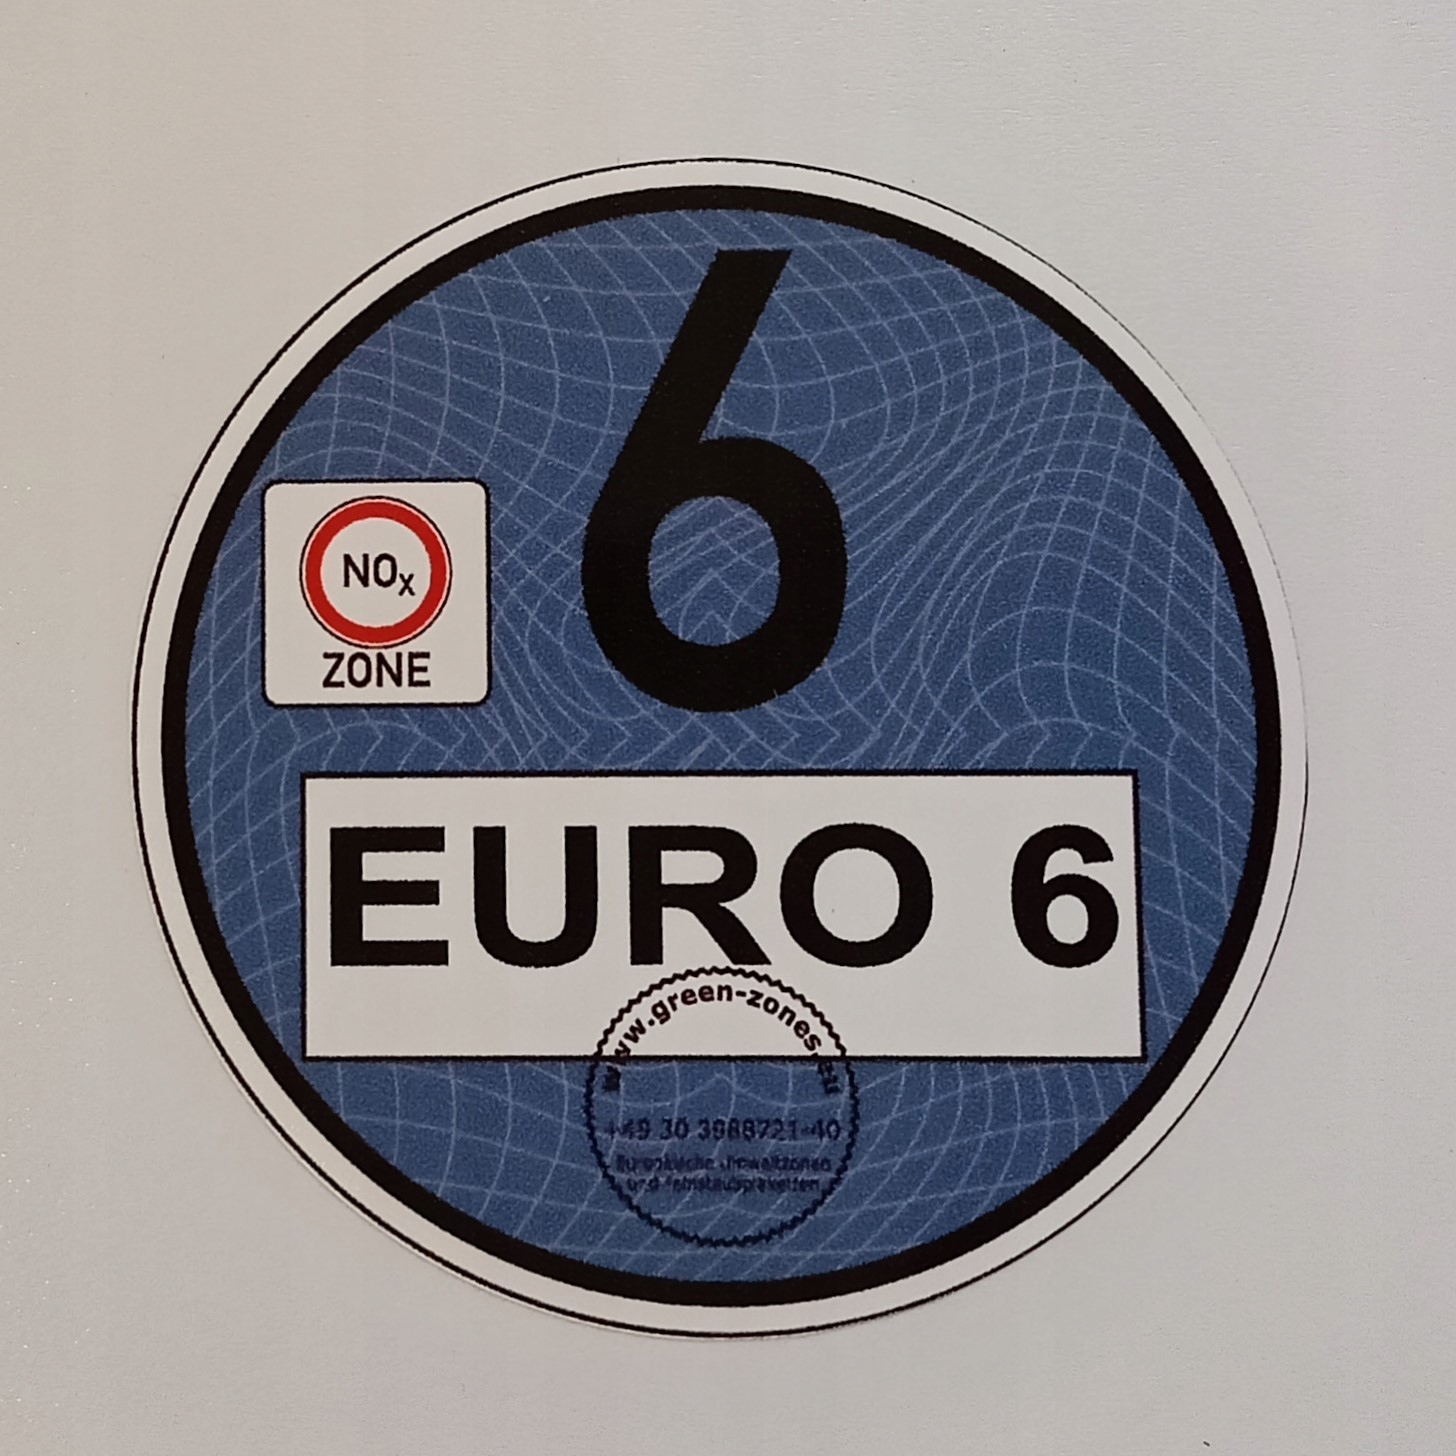 6
NOx
ZONE
EURO 6
www.green-zones.eu
+49 30 3988721-40
Europäische Umweltzonen
und Feinstaubplaketten